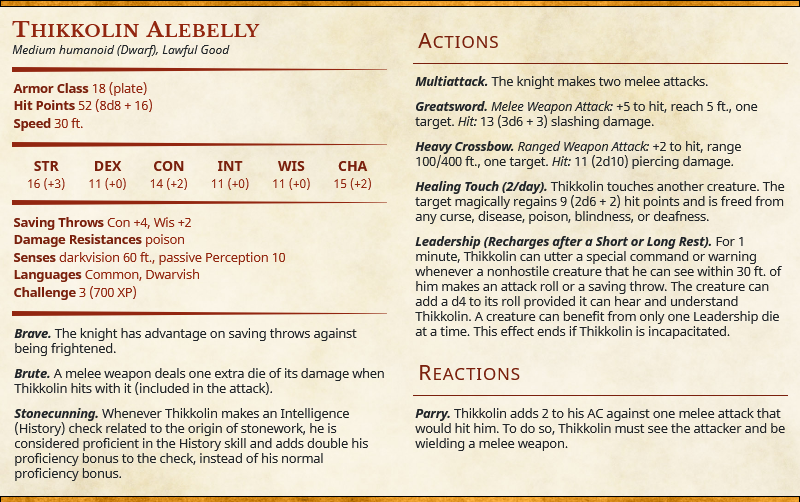 Thikkolin Alebelly
Medium humanoid (Dwarf), Lawful Good
Armor Class 18 (plate)
Hit Points 52 (8d8 + 16)
Speed 30 ft.
STR DEX CON INT WIS CHA
16 (+3) 11 (+0) 14 (+2) 11 (+0) 11 (+0) 15 (+2)
Saving Throws Con +4, Wis +2
Damage Resistances poison
Senses darkvision 60 ft., passive Perception 10
Languages Common, Dwarvish
Challenge 3 (700 XP)
Brave. The knight has advantage on saving throws against
being frightened.
Brute. A melee weapon deals one extra die of its damage when
Thikkolin hits with it (included in the attack).
Stonecunning. Whenever Thikkolin makes an Intelligence
(History) check related to the origin of stonework, he is
considered proficient in the History skill and adds double his
proficiency bonus to the check, instead of his normal
proficiency bonus.
Actions
Multiattack. The knight makes two melee attacks.
Greatsword. Melee Weapon Attack: +5 to hit, reach 5 ft., one
target. Hit: 13 (3d6 + 3) slashing damage.
Heavy Crossbow. Ranged Weapon Attack: +2 to hit, range
100/400 ft., one target. Hit: 11 (2d10) piercing damage.
Healing Touch (2/day). Thikkolin touches another creature. The
target magically regains 9 (2d6 + 2) hit points and is freed from
any curse, disease, poison, blindness, or deafness.
Leadership (Recharges after a Short or Long Rest). For 1
minute, Thikkolin can utter a special command or warning
whenever a nonhostile creature that he can see within 30 ft. of
him makes an attack roll or a saving throw. The creature can
add a d4 to its roll provided it can hear and understand
Thikkolin. A creature can benefit from only one Leadership die
at a time. This effect ends if Thikkolin is incapacitated.
Reactions
Parry. Thikkolin adds 2 to his AC against one melee attack that
would hit him. To do so, Thikkolin must see the attacker and be
wielding a melee weapon.